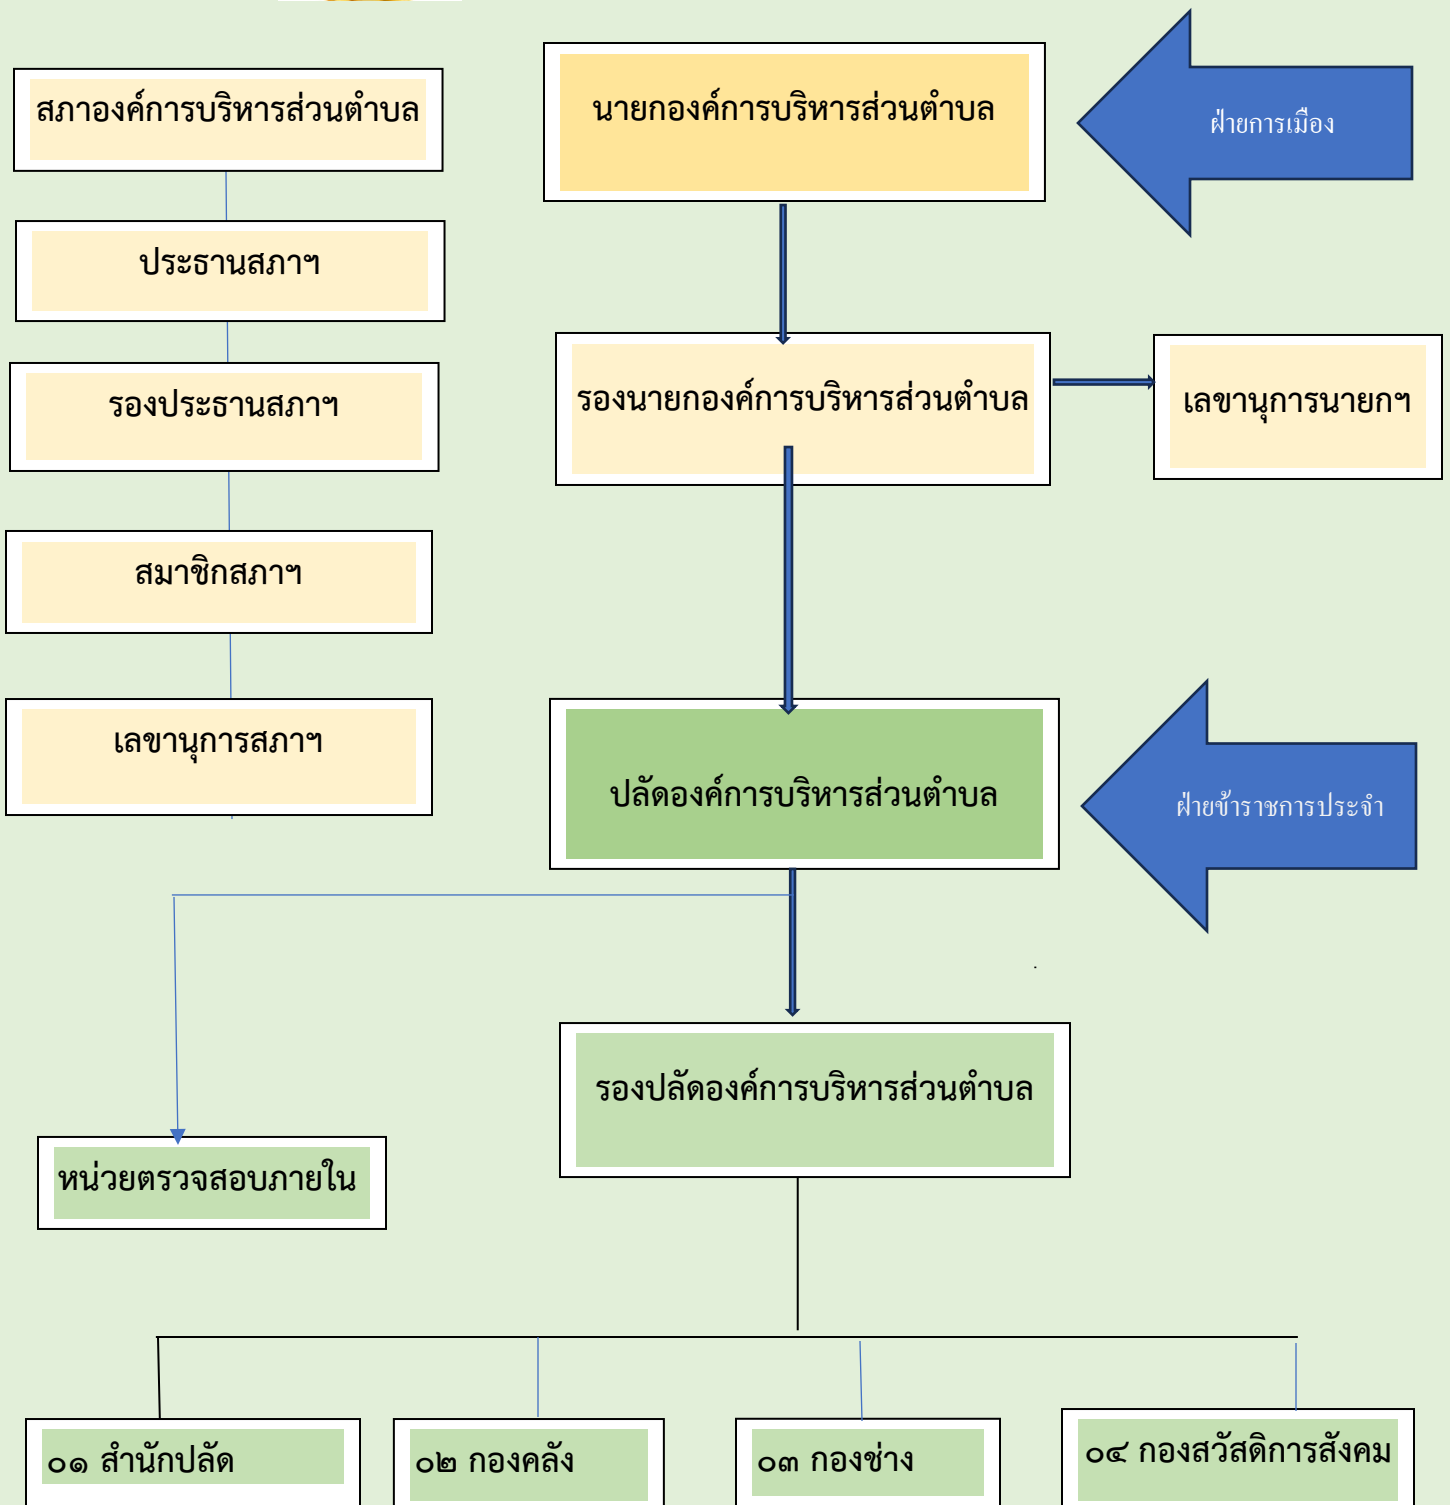 สภาองค์การบริหารส่วนตำบล
นายกองค์การบริหารส่วนตำบล
ฝ่ายการเมือง
ประธานสภาฯ
รองประธานสภาฯ
รองนายกองค์การบริหารส่วนตำบล
เลขานุการนายกฯ
สมาชิกสภาฯ
เลขานุการสภาฯ
ปลัดองค์การบริหารส่วนตำบล
ฝ่ายข้าราชการประจำ
รองปลัดองค์การบริหารส่วนตำบล
หน่วยตรวจสอบภายใน
๐๑ สำนักปลัด
๐๒ กองคลัง
๐๓ กองช่าง
๐๔ กองสวัสดิการสังคม